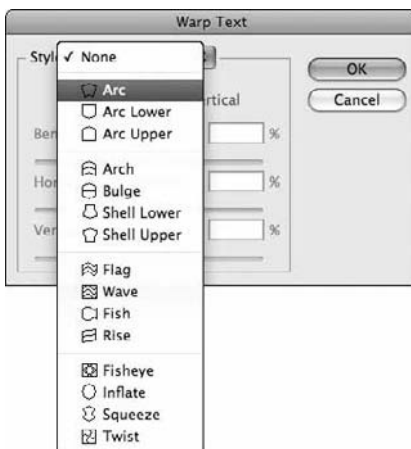 Warp Text
Styl ✓ None
OK
Arc
rtical
Cancel
Arc Lower
Ben Arc Upper %
Arch
Hor Bulge %
Shell Lower
Ver Shell Upper %
Flag
Wave
Fish
Rise
Fisheye
Inflate
Squeeze
Twist